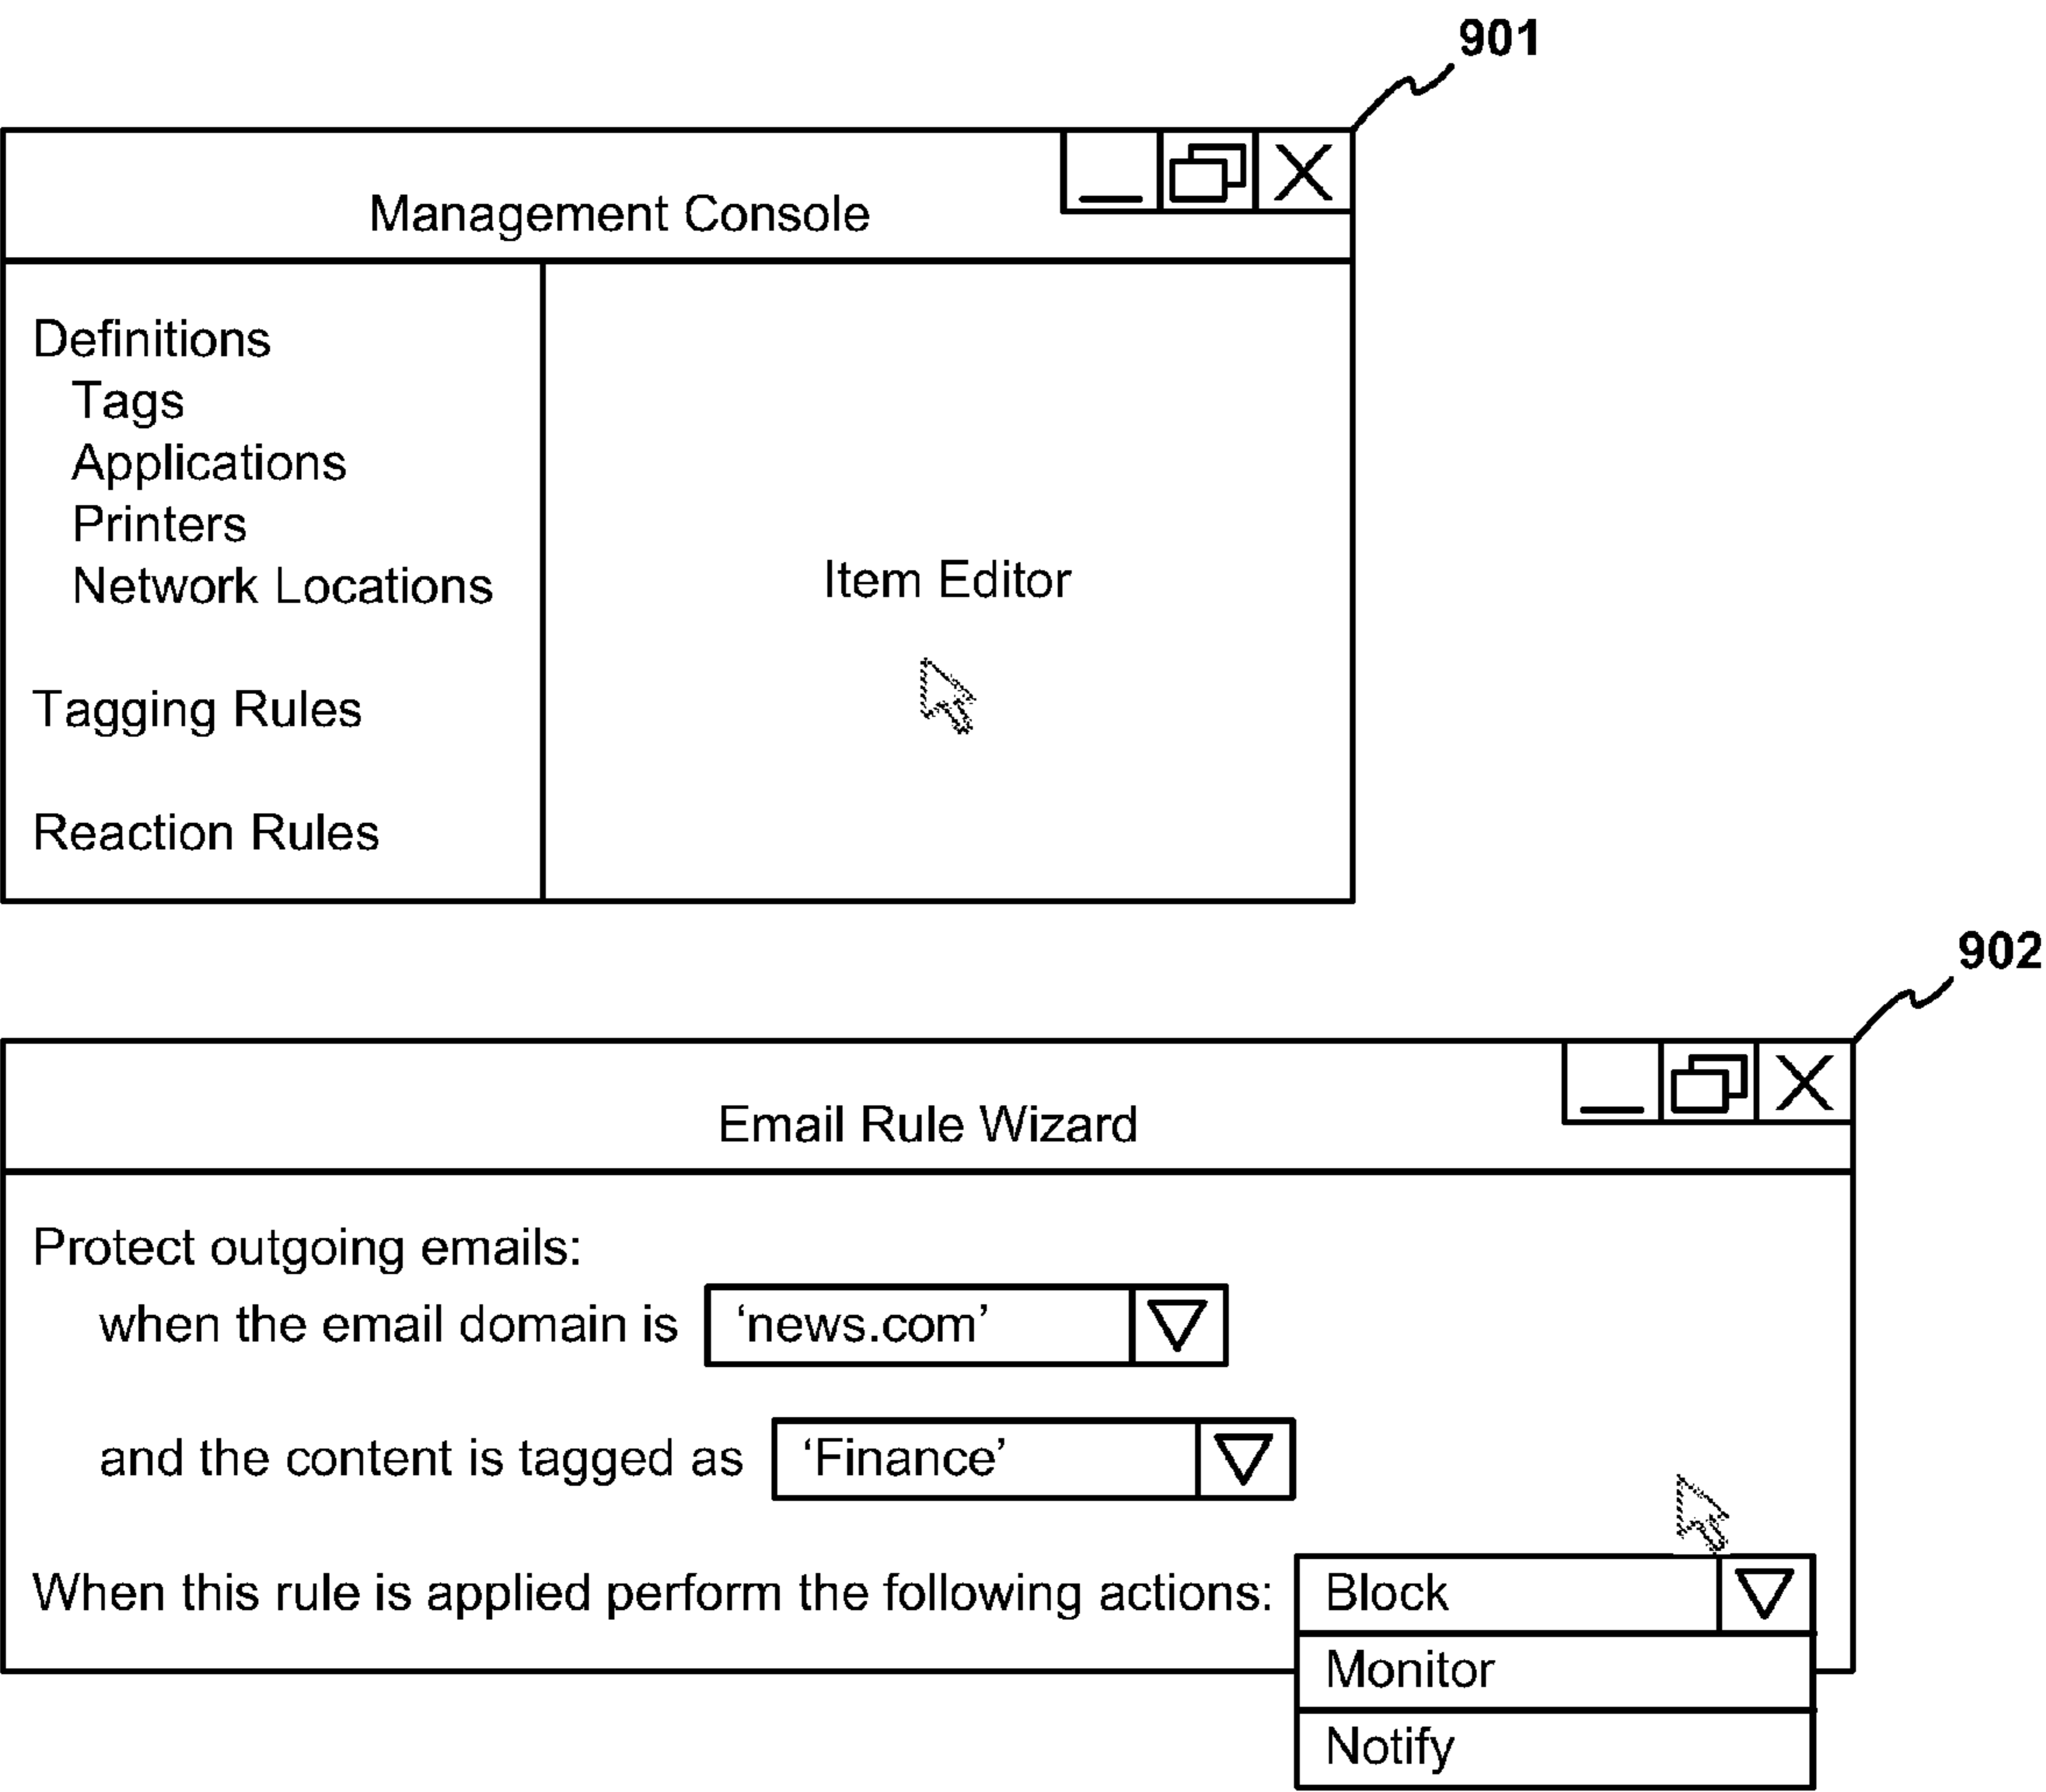 901
Management Console
Definitions
Tags
Applications
Printers
Network Locations
Tagging Rules
Reaction Rules
Item Editor
902
Email Rule Wizard
Protect outgoing emails:
when the email domain is ‘news.com’
and the content is tagged as ‘Finance’
When this rule is applied perform the following actions: Block
Monitor
Notify